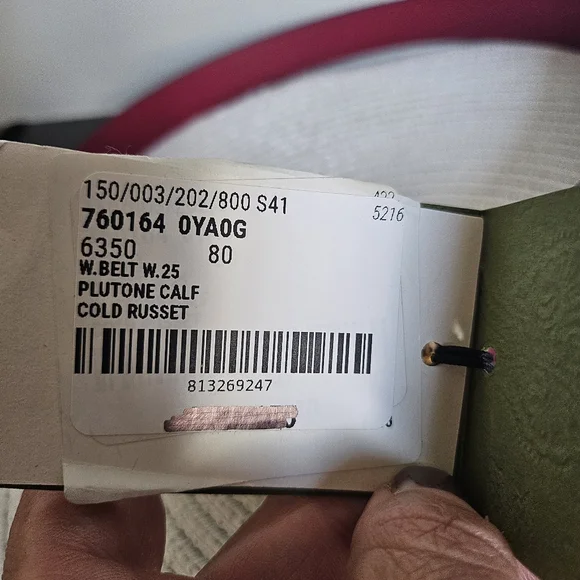 150/003/202/800 S41
5216
760164 0YA0G
6350 80
W.BELT W.25
PLUTONE CALF
COLD RUSSET
813269247